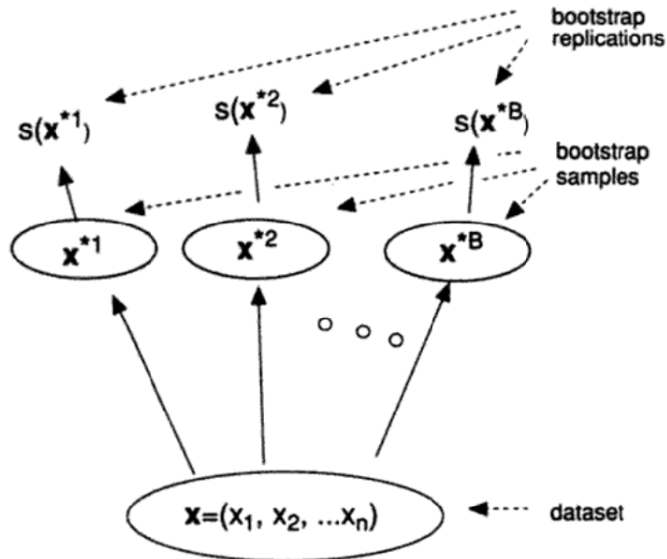 bootstrap
replications
s(x*1)
s(x*2)
s(x*B)
bootstrap
samples
x*1
x*2
x*B
x=(x1, x2, ...xn)
dataset